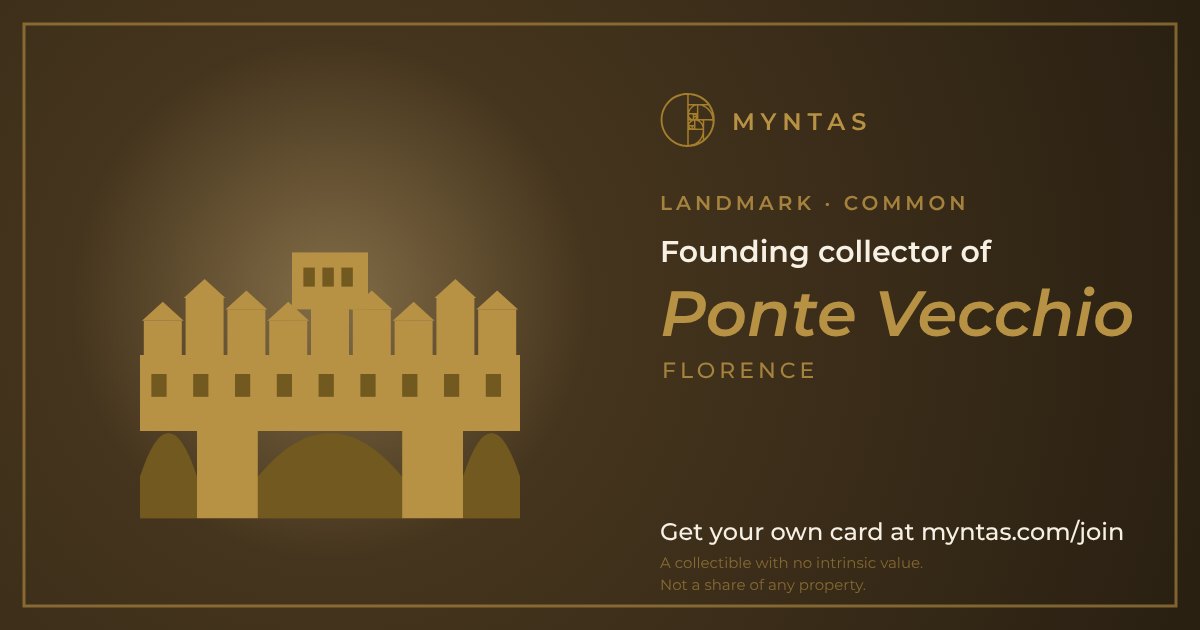 MYNTAS
LANDMARK · COMMON
Founding collector of
Ponte Vecchio
FLORENCE
Get your own card at myntas.com/join
A collectible with no intrinsic value.
Not a share of any property.